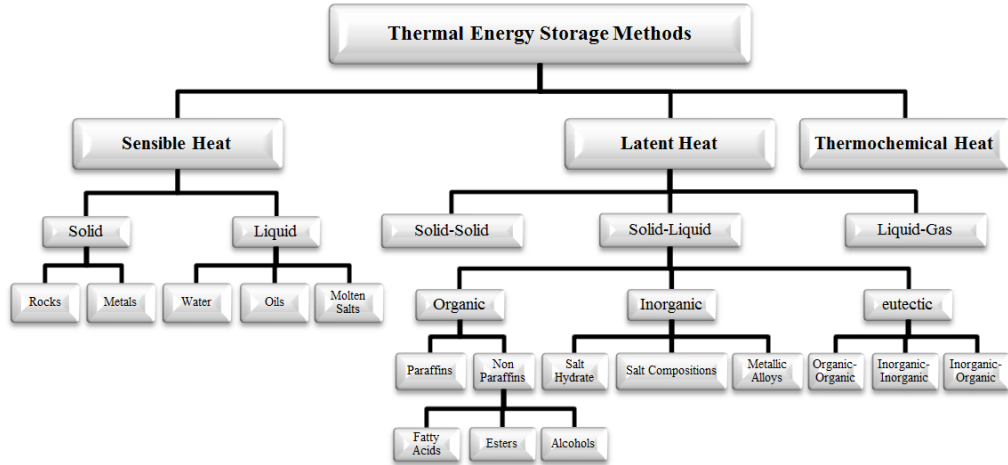 Thermal Energy Storage Methods
Sensible Heat
Latent Heat
Thermochemical Heat
Solid
Liquid
Solid-Solid
Solid-Liquid
Liquid-Gas
Rocks
Metals
Water
Oils
Molten
Salts
Organic
Inorganic
eutectic
Paraffins
Non
Paraffins
Salt
Hydrate
Salt Compositions
Metallic
Alloys
Organic-
Organic
Inorganic-
Inorganic
Inorganic-
Organic
Fatty
Acids
Esters
Alcohols